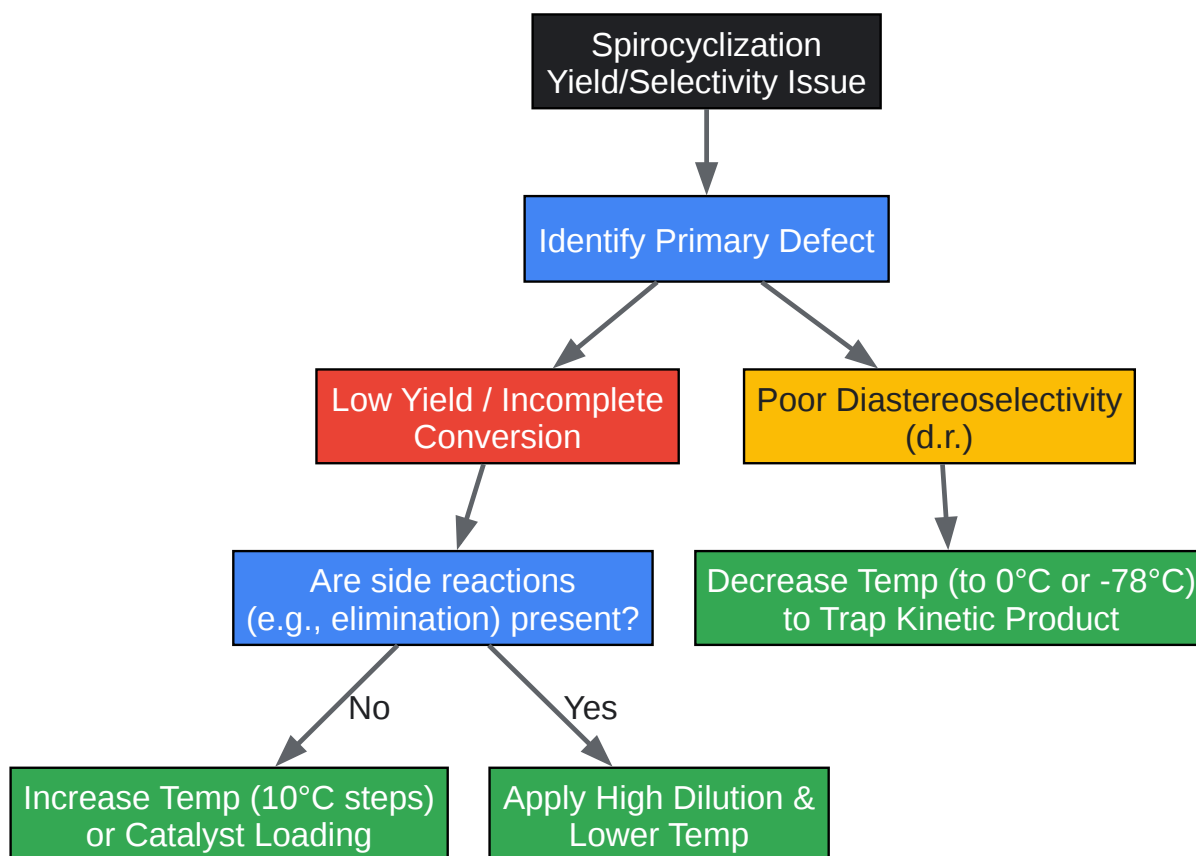 Spirocyclization
Yield/Selectivity Issue
Identify Primary Defect
Low Yield / Incomplete
Conversion
Poor Diastereoselectivity
(d.r.)
Are side reactions
(e.g., elimination) present?
Decrease Temp (to 0°C or -78°C)
to Trap Kinetic Product
No
Yes
Increase Temp (10°C steps)
or Catalyst Loading
Apply High Dilution &
Lower Temp